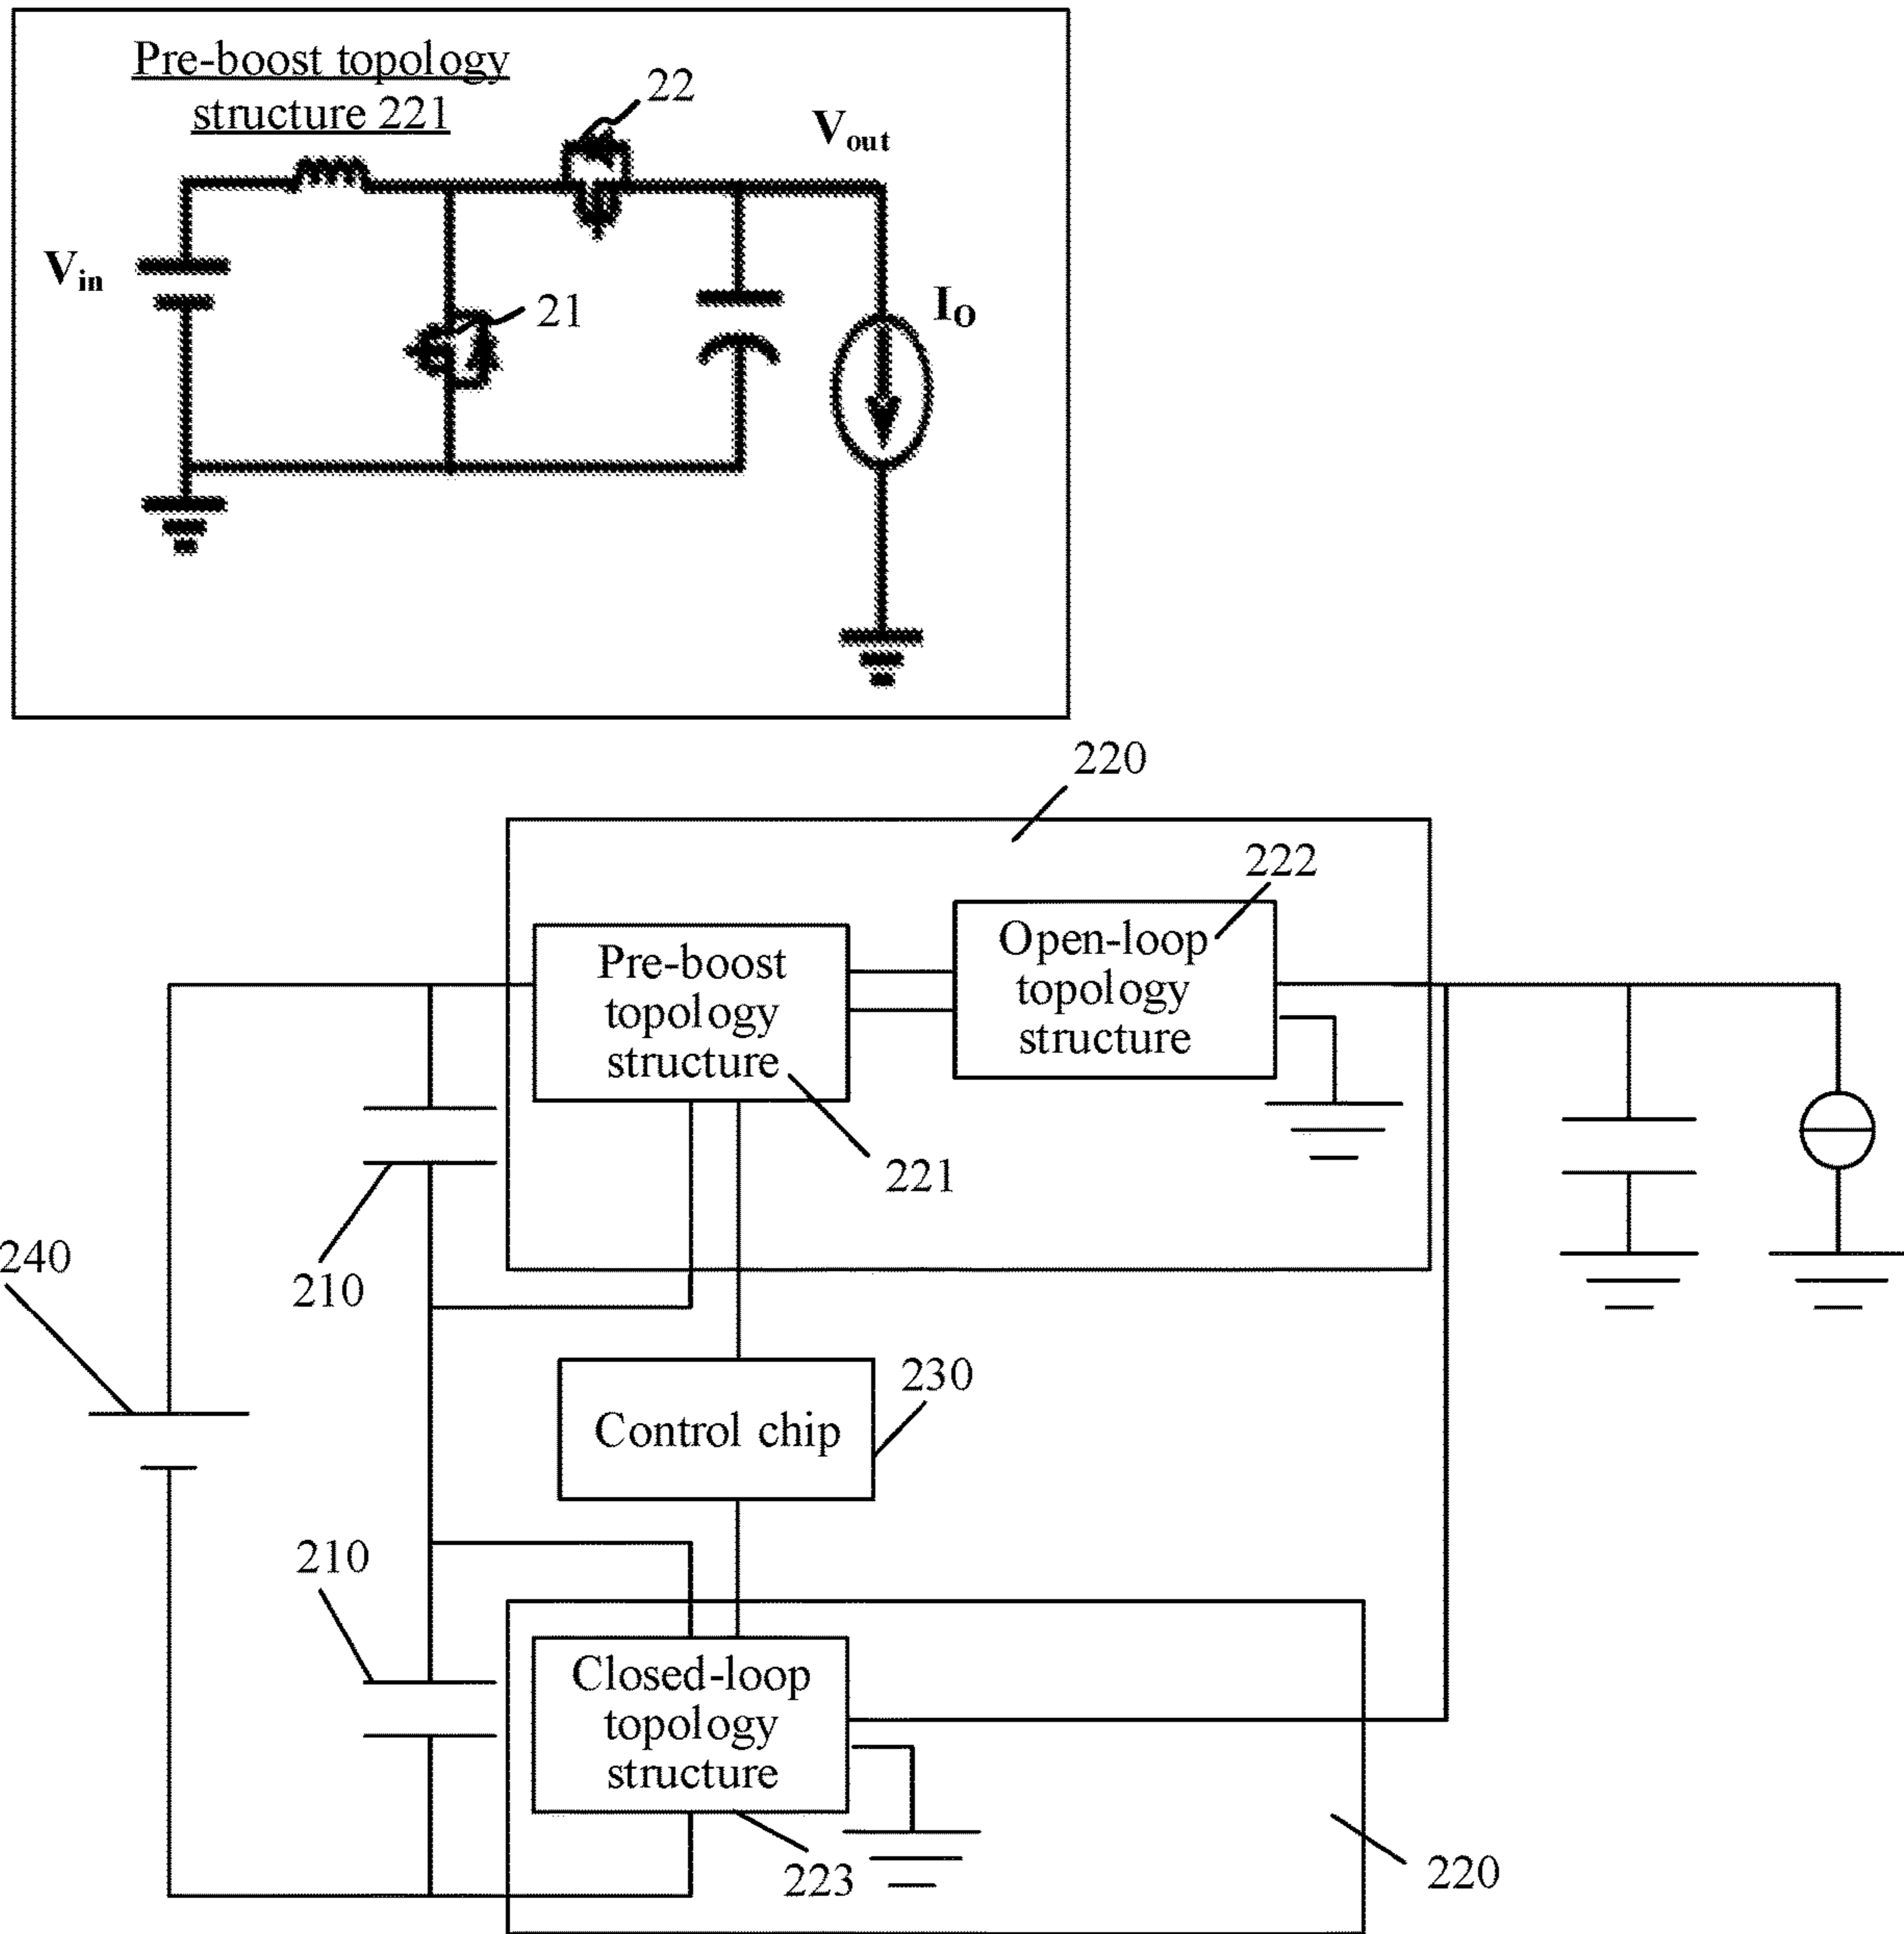 Pre-boost topology
structure 221
22
Vout
Vin
21
IO
220
222
Open-loop
topology
structure
Pre-boost
topology
structure
221
240
210
230
Control chip
210
Closed-loop
topology
structure
223
220